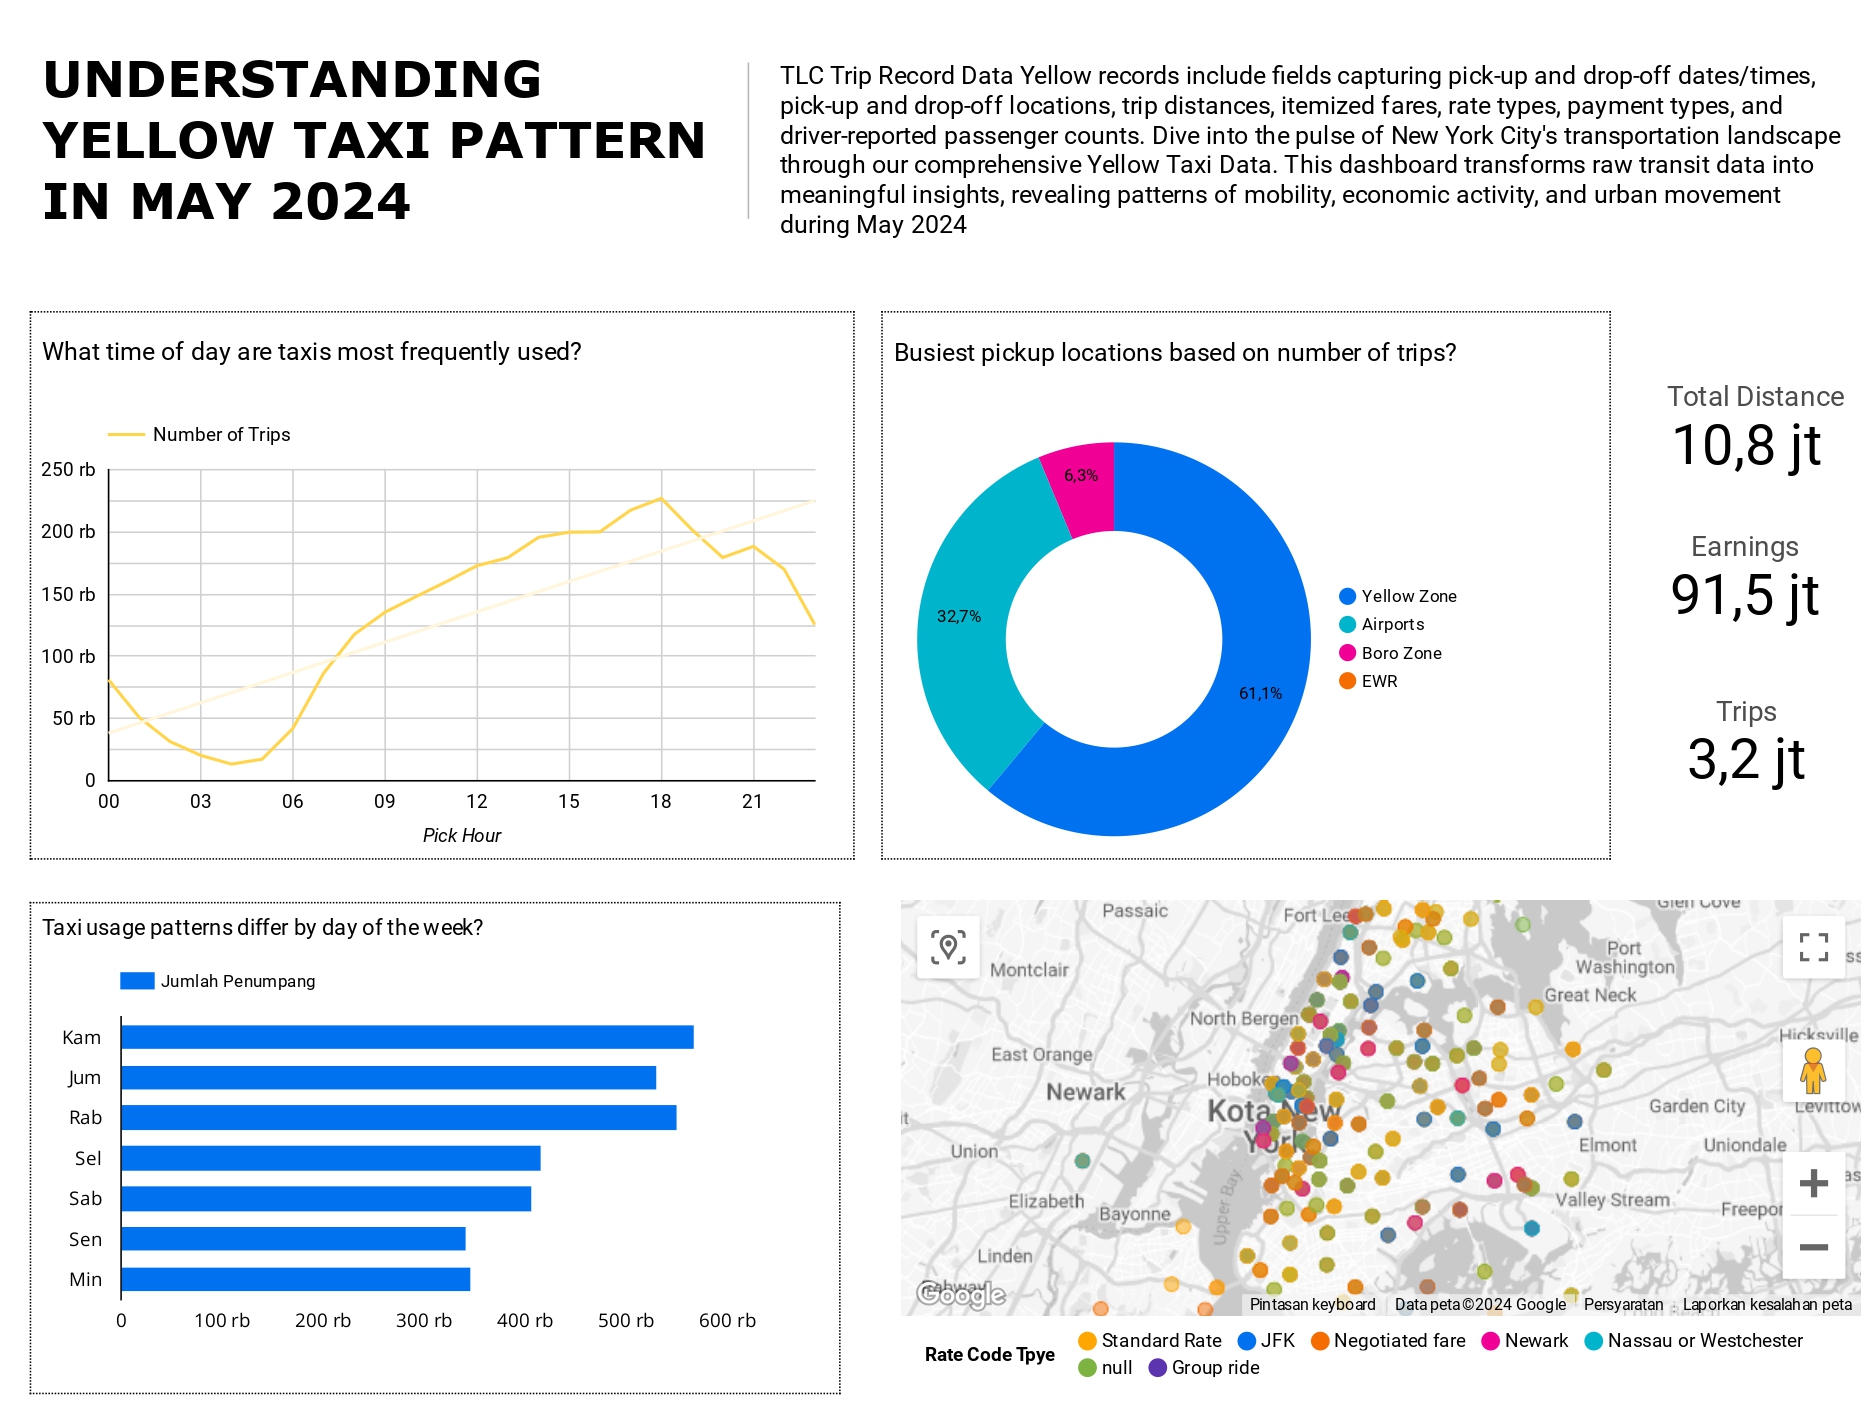 UNDERSTANDING
YELLOW TAXI PATTERN
IN MAY 2024
TLC Trip Record Data Yellow records include fields capturing pick-up and drop-off dates/times,
pick-up and drop-off locations, trip distances, itemized fares, rate types, payment types, and
driver-reported passenger counts. Dive into the pulse of New York City's transportation landscape
through our comprehensive Yellow Taxi Data. This dashboard transforms raw transit data into
meaningful insights, revealing patterns of mobility, economic activity, and urban movement
during May 2024
What time of day are taxis most frequently used?
Number of Trips
250 rb
200 rb
150 rb
100 rb
50 rb
0
00 03 06 09 12 15 18 21
Pick Hour
Busiest pickup locations based on number of trips?
6,3%
32,7%
61,1%
Yellow Zone
Airports
Boro Zone
EWR
Total Distance
10,8 jt
Earnings
91,5 jt
Trips
3,2 jt
Taxi usage patterns differ by day of the week?
Jumlah Penumpang
Kam
Jum
Rab
Sel
Sab
Sen
Min
0 100 rb 200 rb 300 rb 400 rb 500 rb 600 rb
Passaic
Fort Lee
Glen Cove
Montclair
Port
Washington
Great Neck
North Bergen
Hicksville
East Orange
Newark
Hoboke
Kota New
York
Garden City
Levittow
Union
Elmont
Uniondale
Elizabeth
Bayonne
Upper Bay
Valley Stream
Freepor
Linden
Google
Pintasan keyboard
Data peta ©2024 Google
Persyaratan
Laporkan kesalahan peta
Rate Code Tpye
Standard Rate
JFK
Negotiated fare
Newark
Nassau or Westchester
null
Group ride